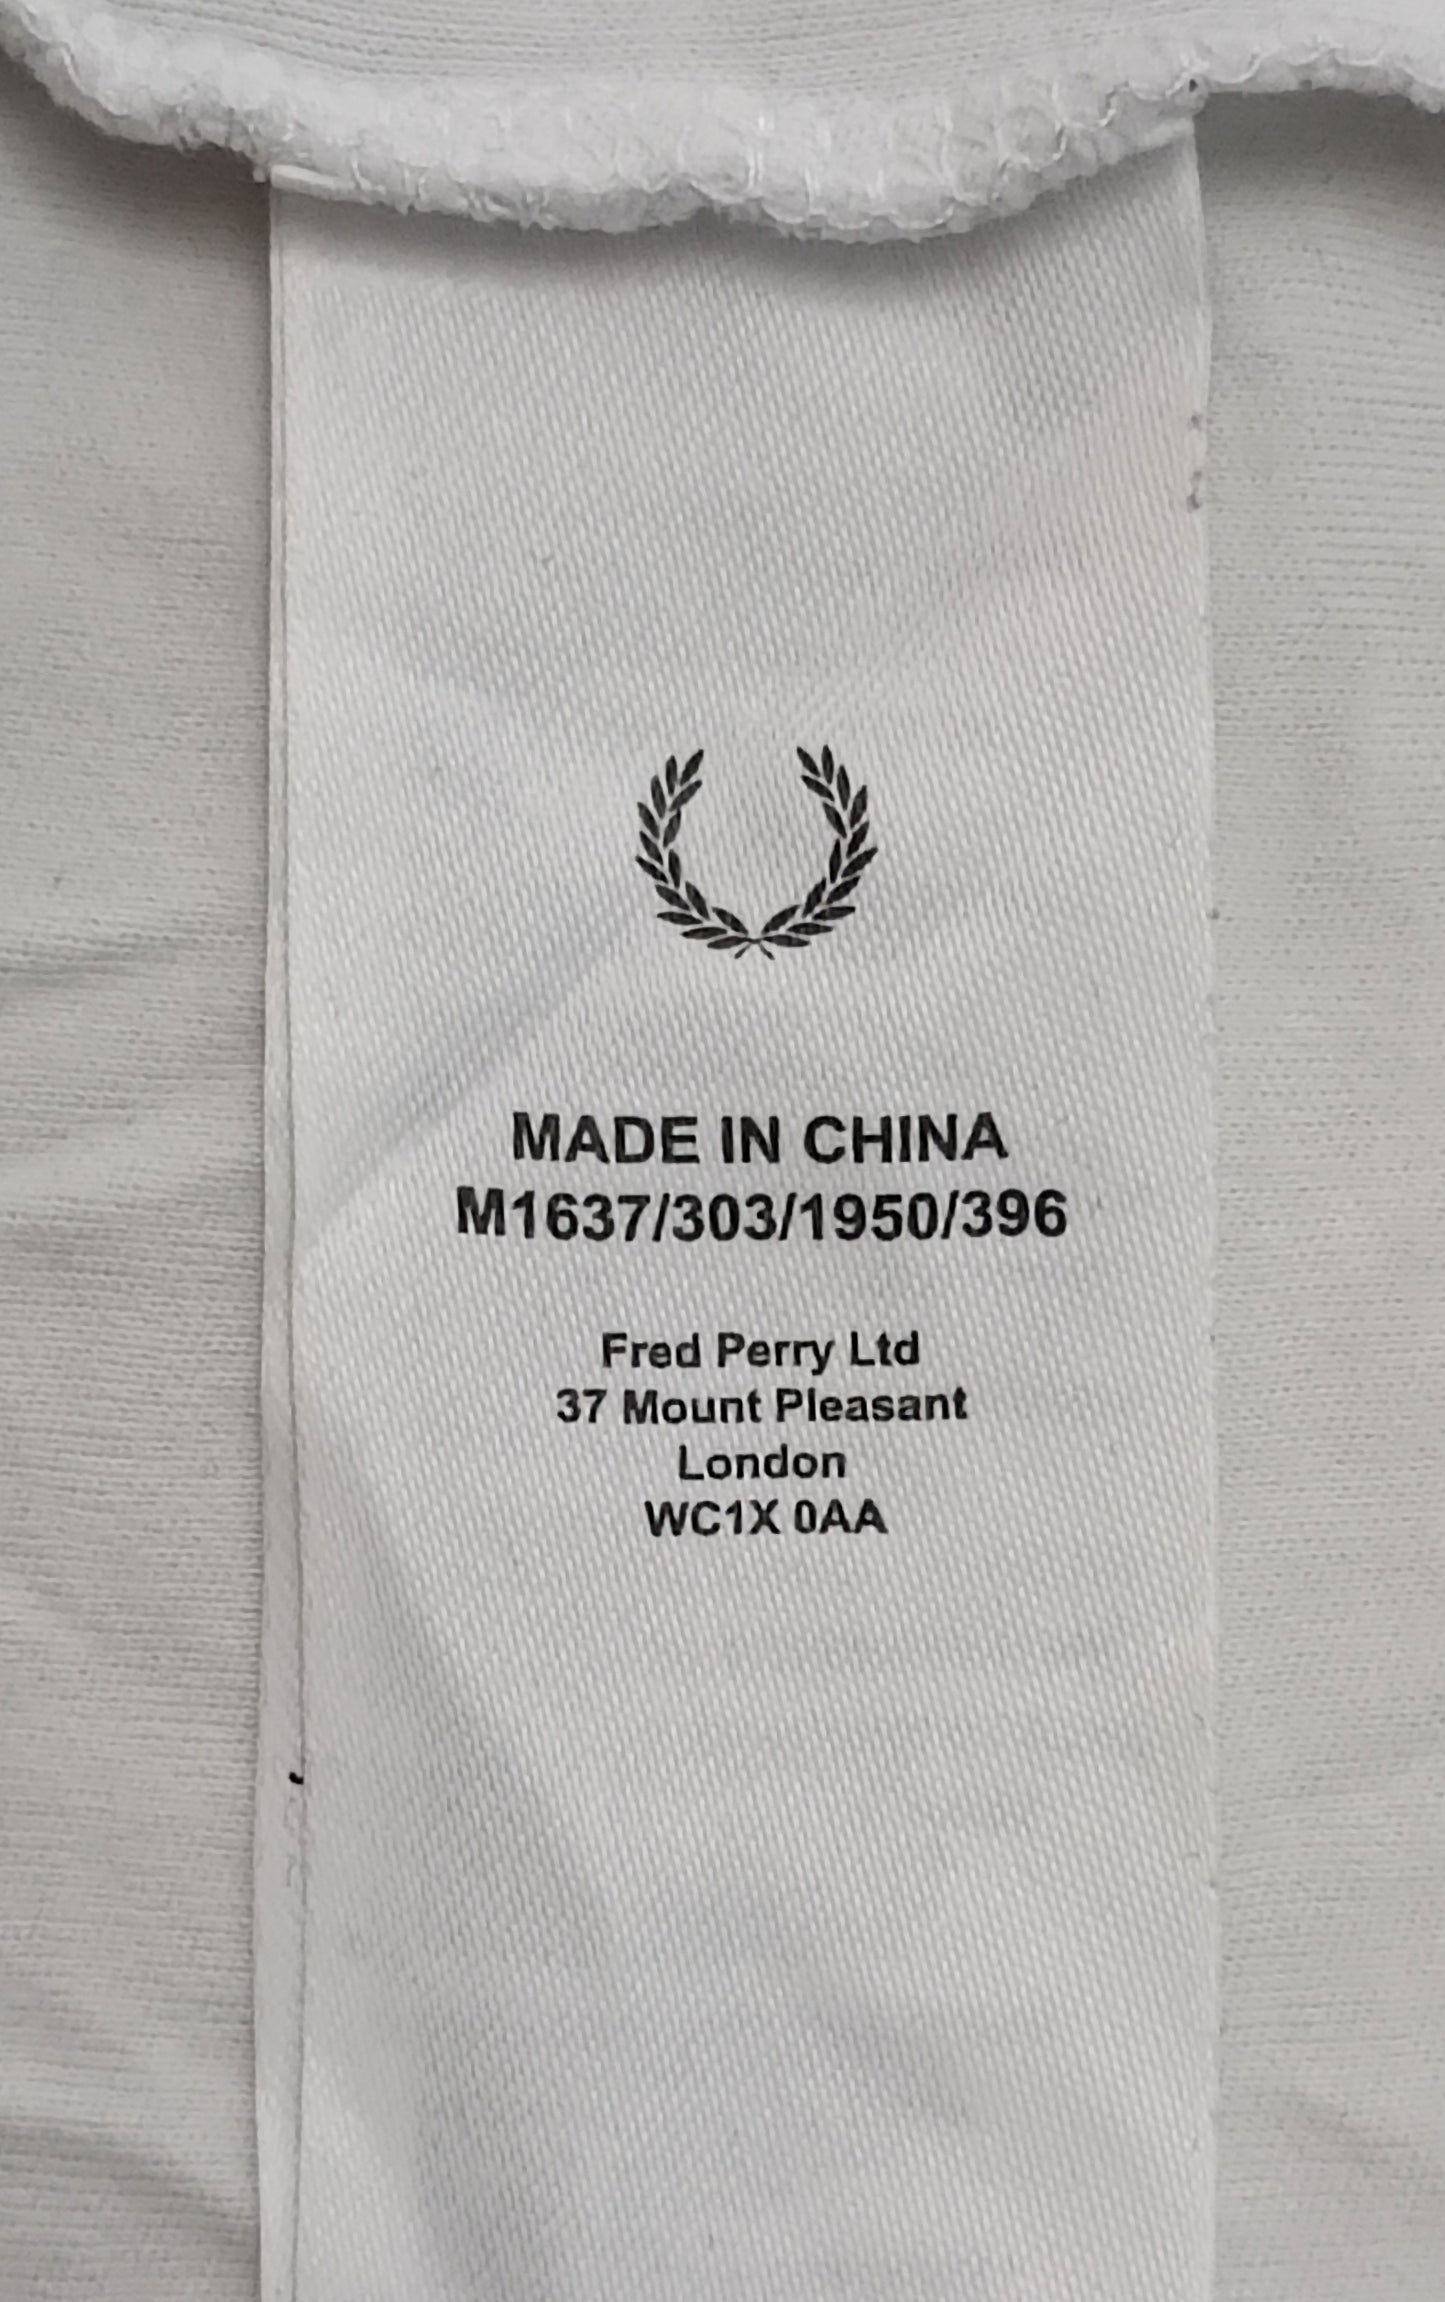 MADE IN CHINA
M1637/303/1950/396
Fred Perry Ltd
37 Mount Pleasant
London
WC1X 0AA